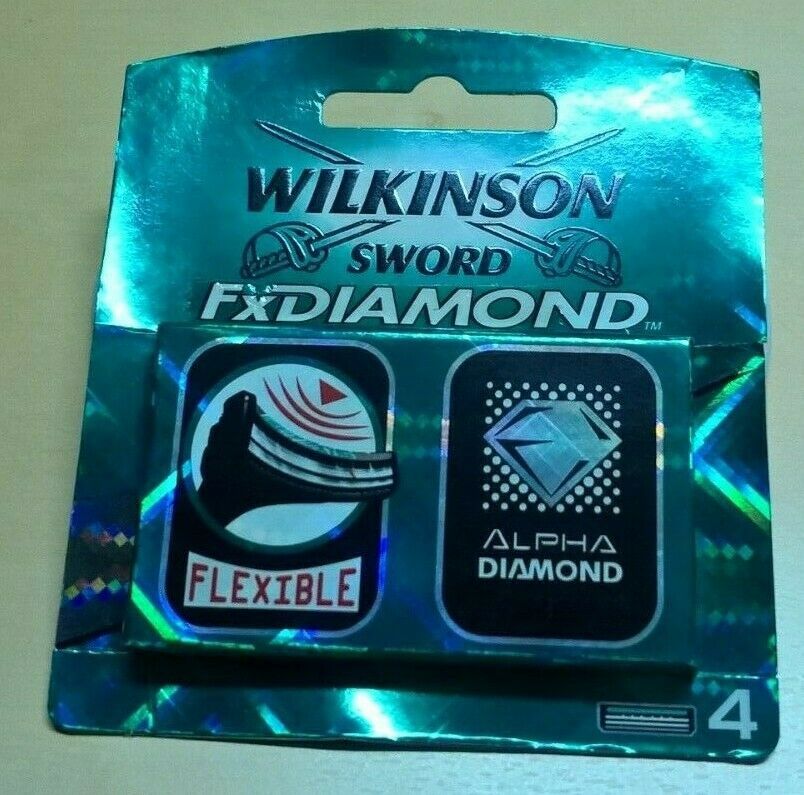 WILKINSON
SWORD
FxDIAMOND™
FLEXIBLE
ALPHA
DIAMOND
4